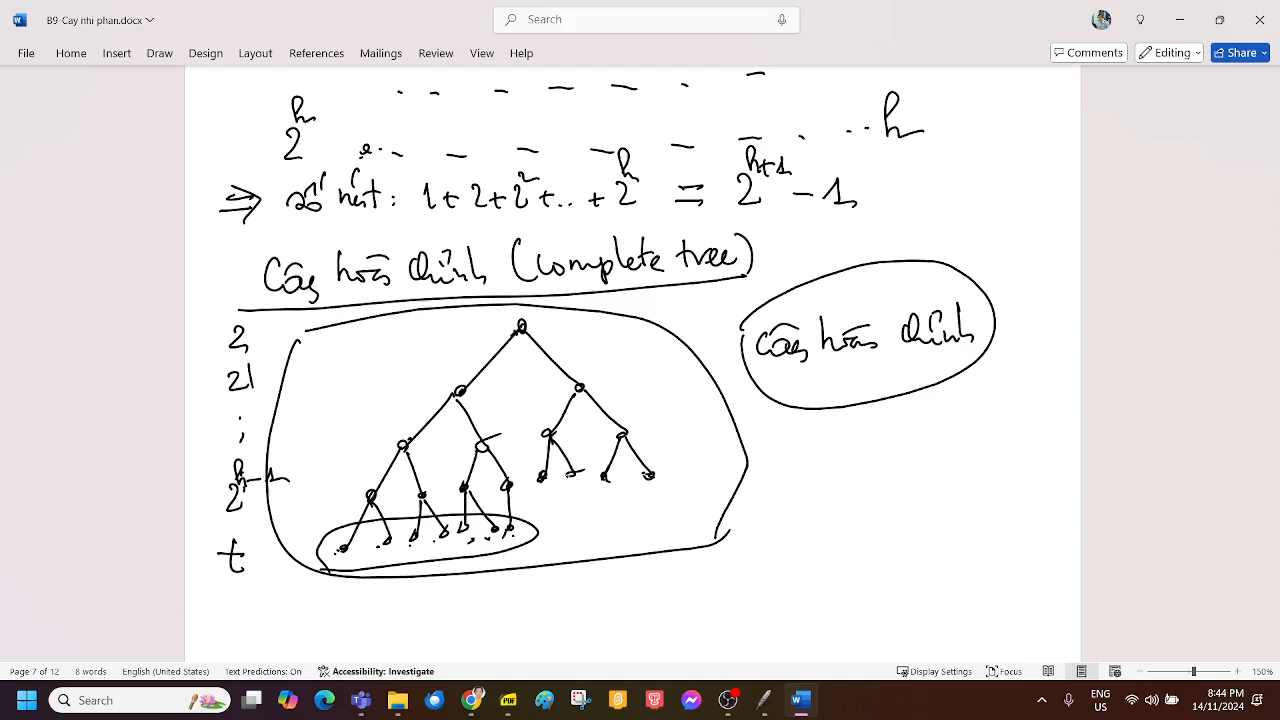 B9-Cay nhi phan.docx
Search
File Home Insert Draw Design Layout References Mailings Review View Help
Comments Editing Share
2^h ... h
⇒ số nút: 1+2+2^2+..+2^h = 2^{h+1} - 1
Cây hoàn chỉnh (complete tree)
Cây hoàn chỉnh
2^0
2^1
:
2^{h-1}
t
Page 7 of 12 8 words English (United States) Text Predictions: On Accessibility: Investigate Display Settings Focus 150%
Search ENG 8:44 PM
US 14/11/2024